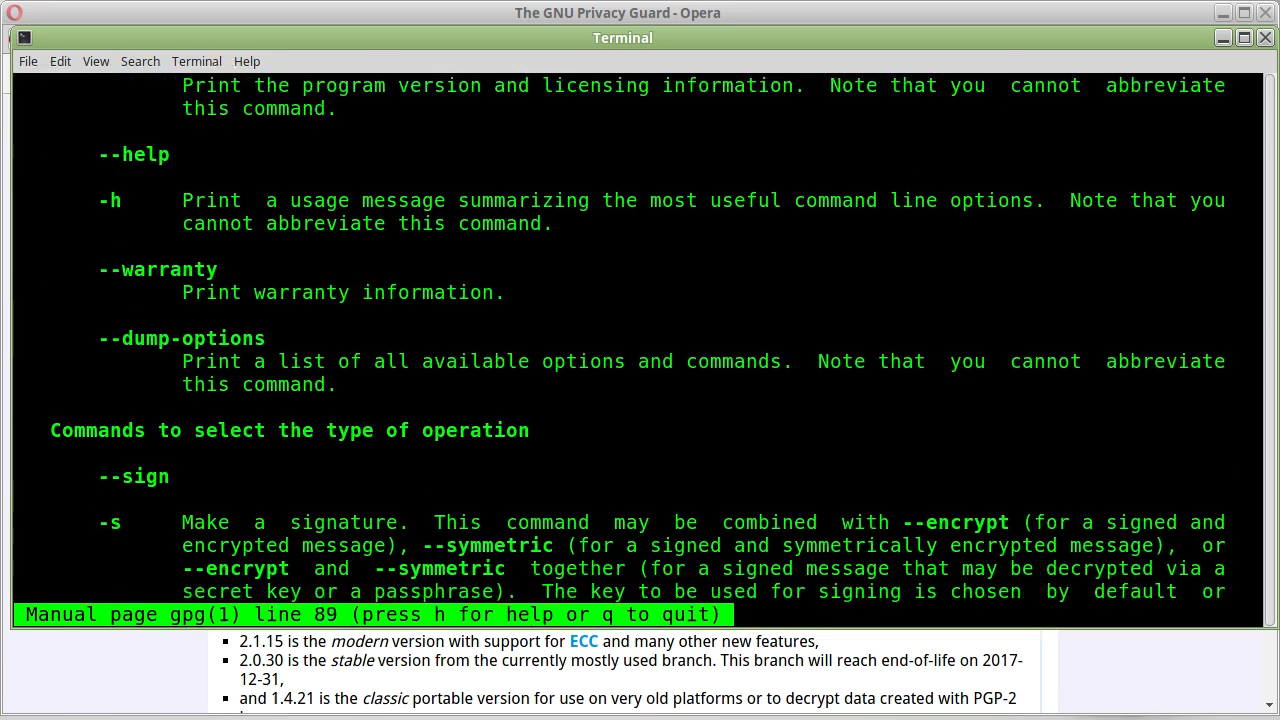 The GNU Privacy Guard - Opera
Terminal
File Edit View Search Terminal Help
Print the program version and licensing information.  Note that you  cannot  abbreviate
this command.
--help
-h     Print  a usage message summarizing the most useful command line options.  Note that you
cannot abbreviate this command.
--warranty
Print warranty information.
--dump-options
Print a list of all available options and commands.  Note that  you  cannot  abbreviate
this command.
Commands to select the type of operation
--sign
-s     Make  a  signature.  This  command  may  be  combined  with --encrypt (for a signed and
encrypted message), --symmetric (for a signed and symmetrically encrypted message),  or
--encrypt  and  --symmetric  together (for a signed message that may be decrypted via a
secret key or a passphrase).  The key to be used for signing is chosen  by  default  or
Manual page gpg(1) line 89 (press h for help or q to quit)
▪ 2.1.15 is the modern version with support for ECC and many other new features,
▪ 2.0.30 is the stable version from the currently mostly used branch. This branch will reach end-of-life on 2017-
12-31,
▪ and 1.4.21 is the classic portable version for use on very old platforms or to decrypt data created with PGP-2